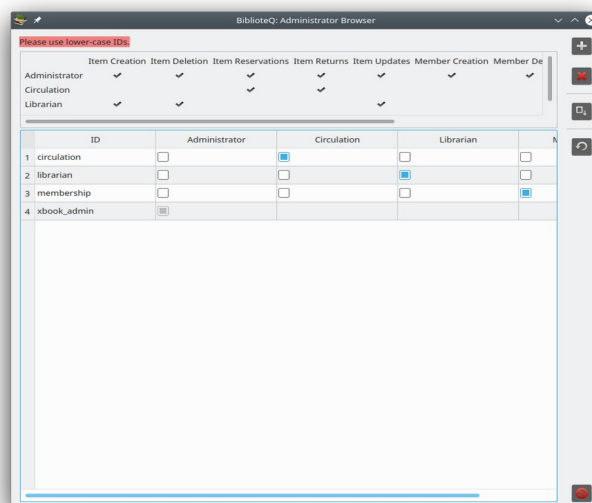 BiblioteQ: Administrator Browser
Please use lower-case IDs.
Item Creation Item Deletion Item Reservations Item Returns Item Updates Member Creation Member De
Administrator
Circulation
Librarian
ID Administrator Circulation Librarian
1 circulation
2 librarian
3 membership
4 xbook_admin